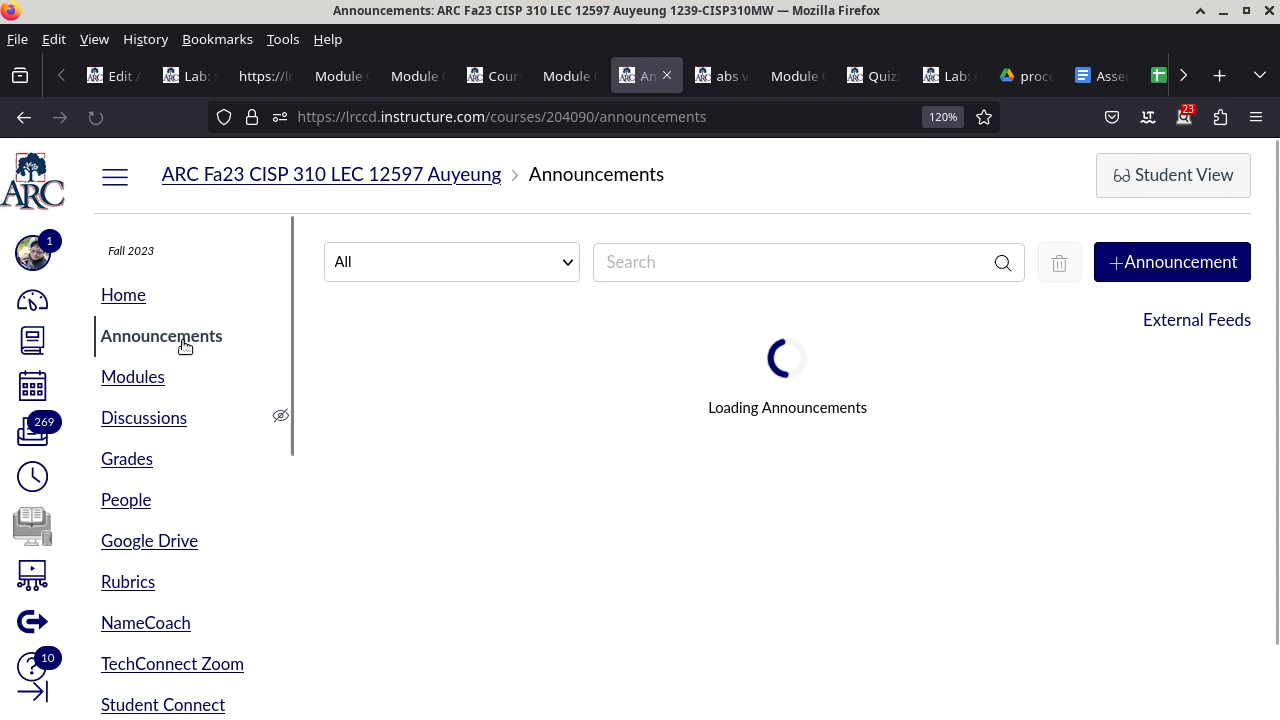 Announcements: ARC Fa23 CISP 310 LEC 12597 Auyeung 1239-CISP310MW — Mozilla Firefox
File Edit View History Bookmarks Tools Help
Edit Lab: https://l Module Module Cour Module An abs v Module Quiz: Lab: proc Asse
https://lrccd.instructure.com/courses/204090/announcements 120% 23
ARC
ARC Fa23 CISP 310 LEC 12597 Auyeung > Announcements Student View
1
Fall 2023
All Search +Announcement
Home
External Feeds
Announcements
Modules
Loading Announcements
Discussions
269
Grades
People
Google Drive
Rubrics
NameCoach
10
TechConnect Zoom
Student Connect